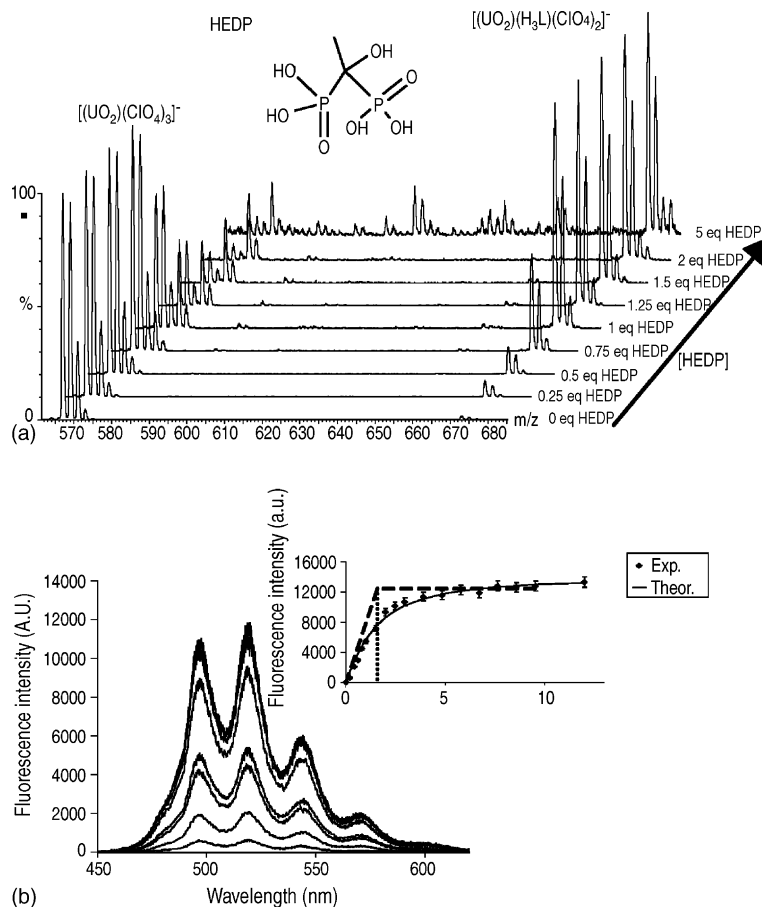 HEDP
[(UO2)(H3L)(ClO4)2]-
OH
HO
O
P
P
HO
OH
OH
O
[(UO2)(ClO4)3]-
100
%
0
5 eq HEDP
2 eq HEDP
1.5 eq HEDP
1.25 eq HEDP
1 eq HEDP
0.75 eq HEDP
0.5 eq HEDP
0.25 eq HEDP
0 eq HEDP
[HEDP]
(a)
570 580 590 600 620 630 640 650 660 670 680
m/z
Fluorescence intensity (A.U.)
14000
12000
10000
8000
6000
4000
2000
0
450 500 550 600
Wavelength (nm)
(b)
Fluorescence intensity (a.u.)
16000
12000
8000
4000
0
0 5 10
Exp.
Theor.